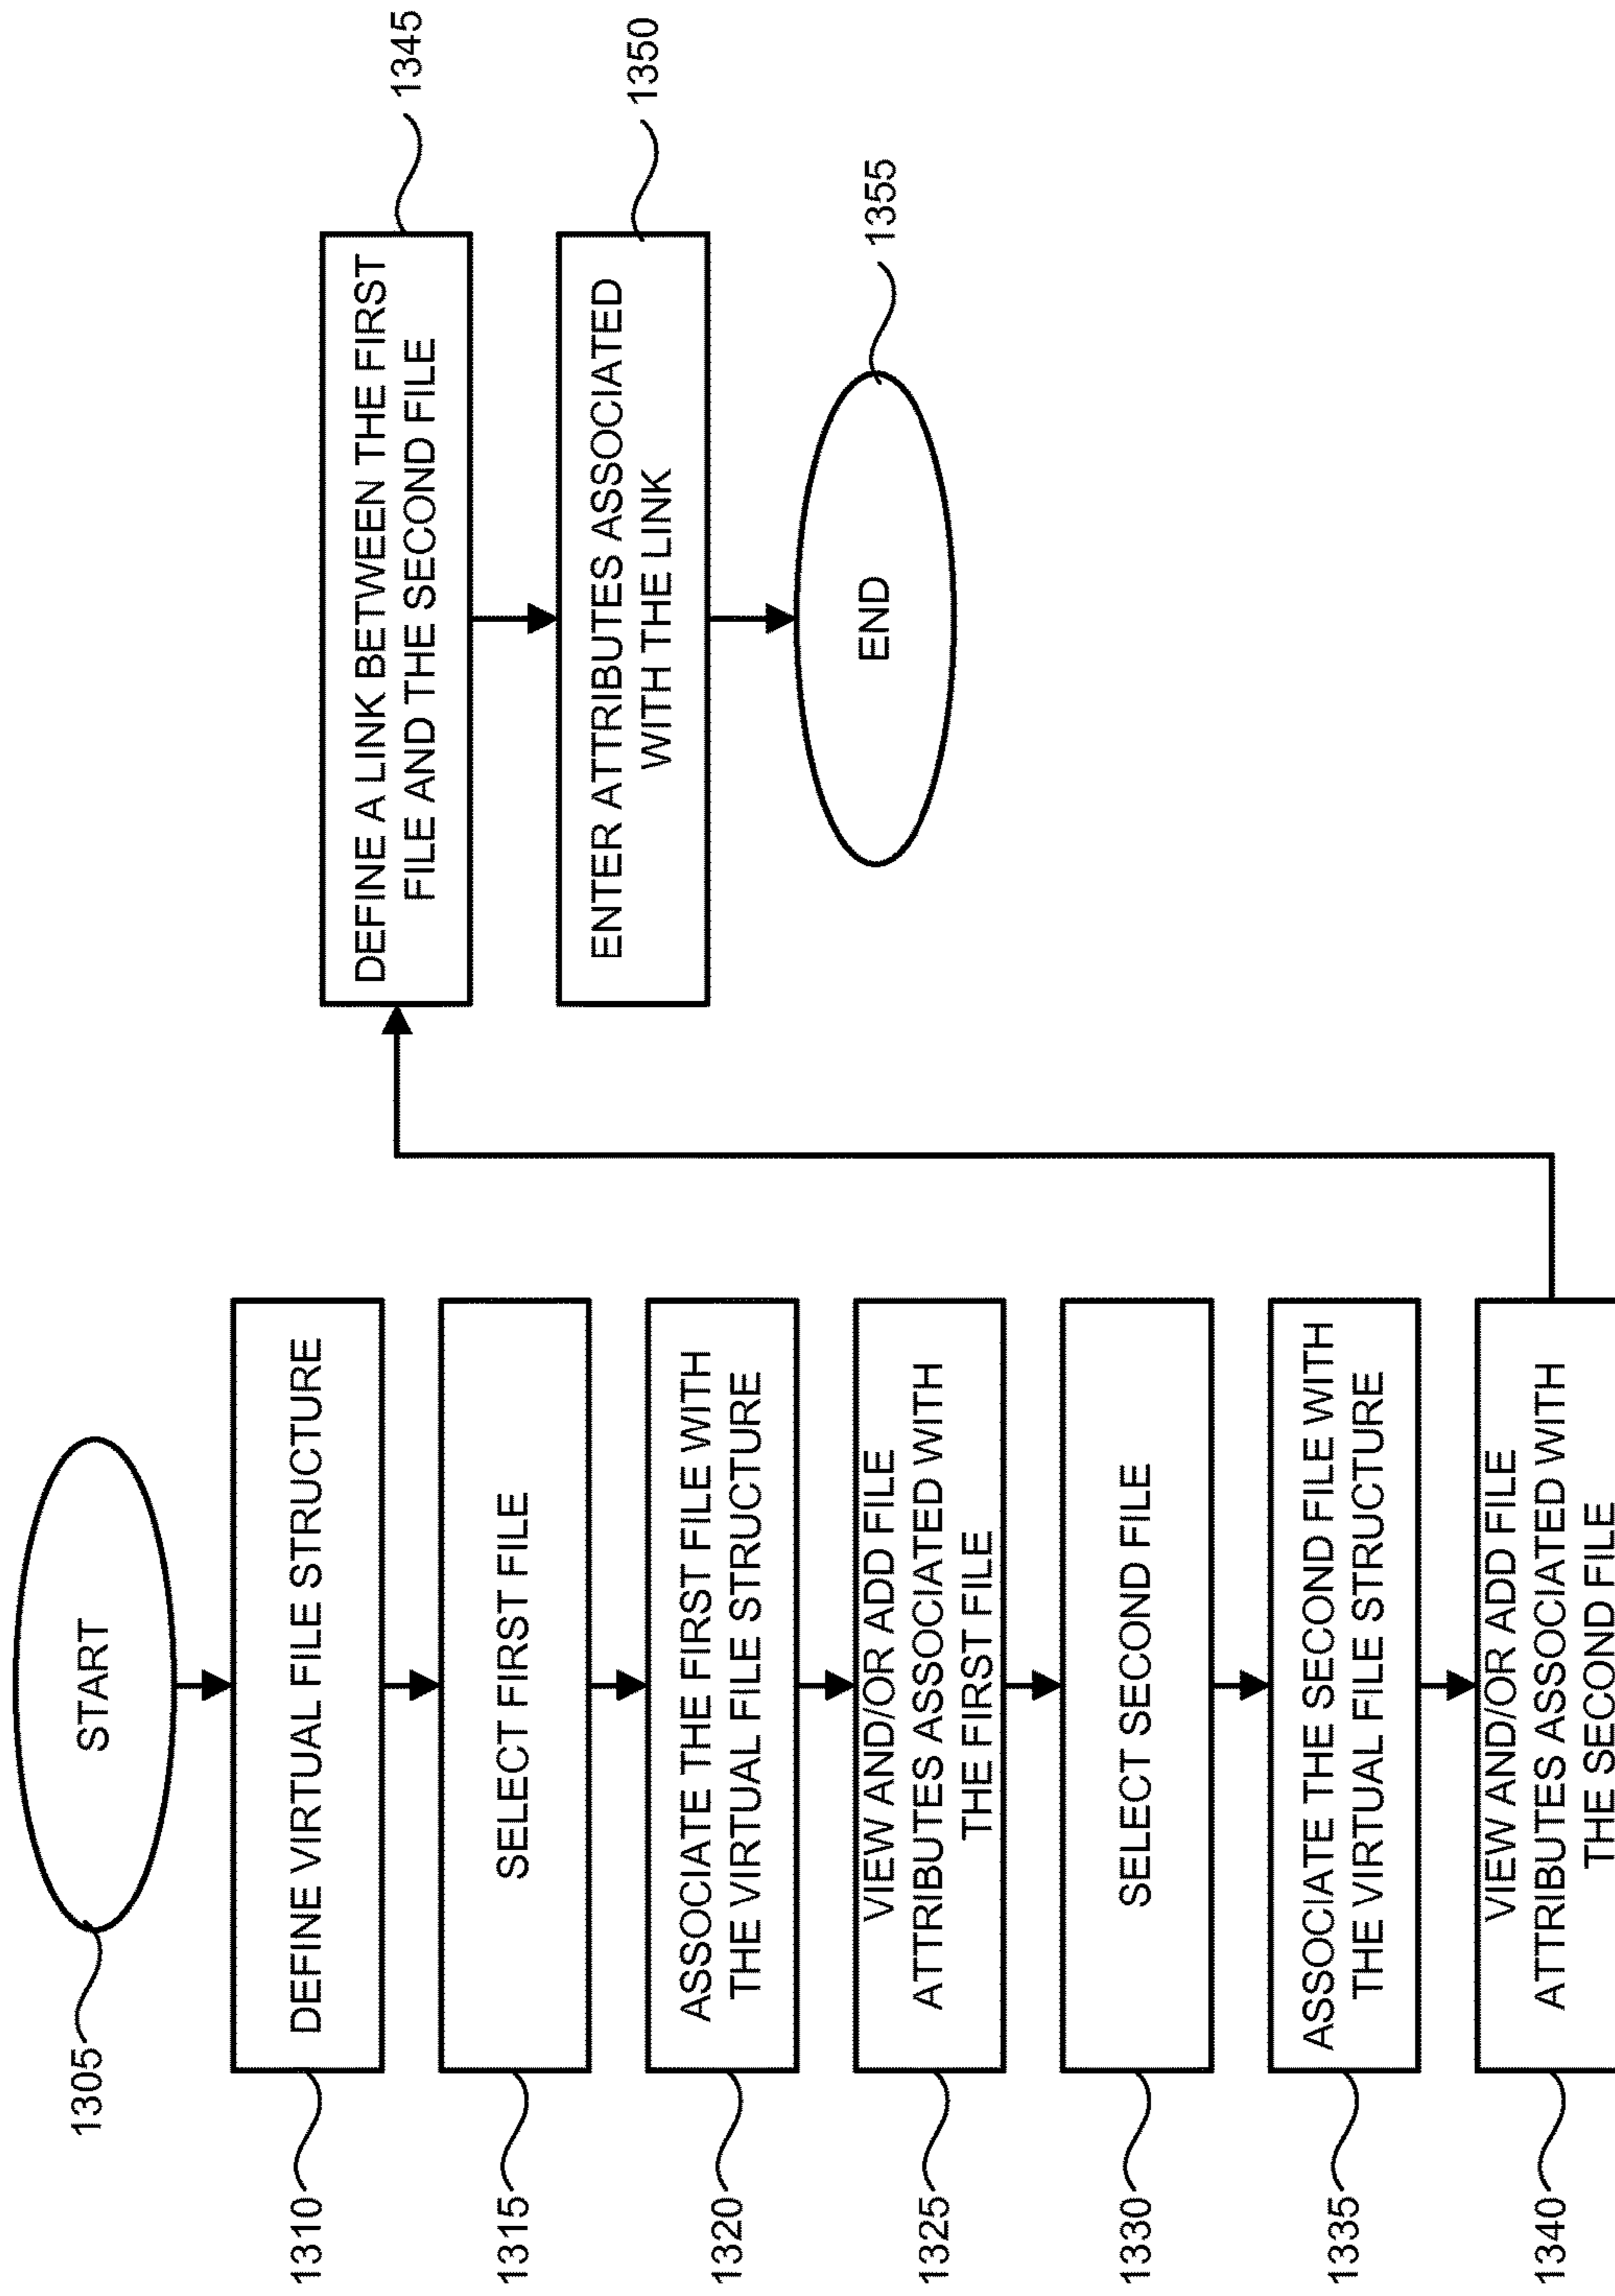 START
1305
DEFINE VIRTUAL FILE STRUCTURE
1310
SELECT FIRST FILE
1315
ASSOCIATE THE FIRST FILE WITH
THE VIRTUAL FILE STRUCTURE
1320
VIEW AND/OR ADD FILE
ATTRIBUTES ASSOCIATED WITH
THE FIRST FILE
1325
SELECT SECOND FILE
1330
ASSOCIATE THE SECOND FILE WITH
THE VIRTUAL FILE STRUCTURE
1335
VIEW AND/OR ADD FILE
ATTRIBUTES ASSOCIATED WITH
THE SECOND FILE
1340
DEFINE A LINK BETWEEN THE FIRST
FILE AND THE SECOND FILE
1345
ENTER ATTRIBUTES ASSOCIATED
WITH THE LINK
1350
END
1355